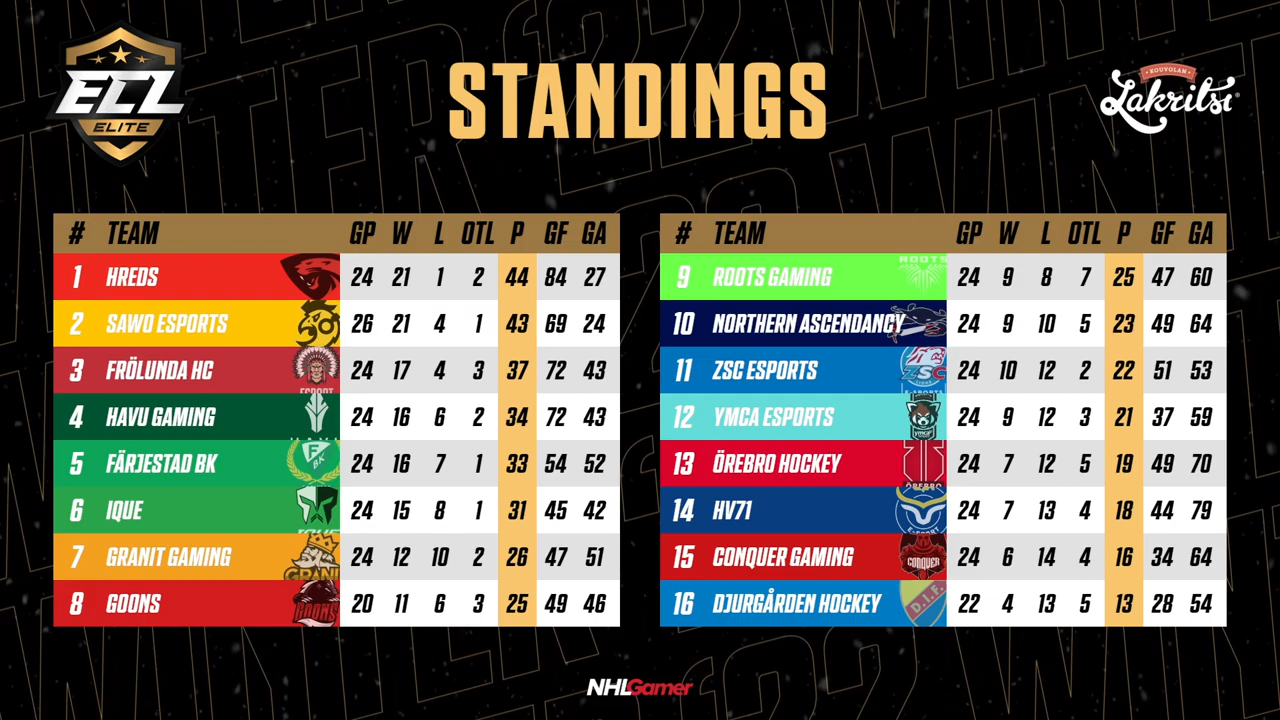 ECL
ELITE
STANDINGS
KOUVOLAN
Lakritsi
# TEAM GP W L OTL P GF GA
1 HREDS 24 21 1 2 44 84 27
2 SAWO ESPORTS 26 21 4 1 43 69 24
3 FRÖLUNDA HC 24 17 4 3 37 72 43
4 HAVU GAMING 24 16 6 2 34 72 43
5 FÄRJESTAD BK 24 16 7 1 33 54 52
6 IQUE 24 15 8 1 31 45 42
7 GRANIT GAMING 24 12 10 2 26 47 51
8 GOONS 20 11 6 3 25 49 46
# TEAM GP W L OTL P GF GA
9 ROOTS GAMING 24 9 8 7 25 47 60
10 NORTHERN ASCENDANCY 24 9 10 5 23 49 64
11 ZSC ESPORTS 24 10 12 2 22 51 53
12 YMCA ESPORTS 24 9 12 3 21 37 59
13 ÖREBRO HOCKEY 24 7 12 5 19 49 70
14 HV71 24 7 13 4 18 44 79
15 CONQUER GAMING 24 6 14 4 16 34 64
16 DJURGÅRDEN HOCKEY 22 4 13 5 13 28 54
NHLGamer